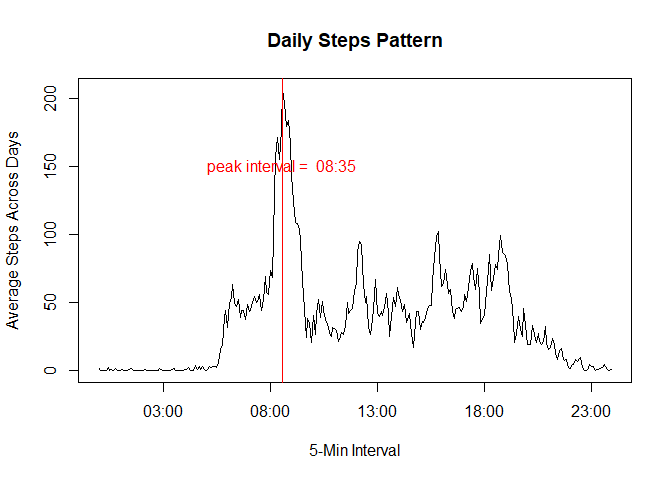 Daily Steps Pattern
Average Steps Across Days
200
150
100
50
0
peak interval =  08:35
03:00
08:00
13:00
18:00
23:00
5-Min Interval